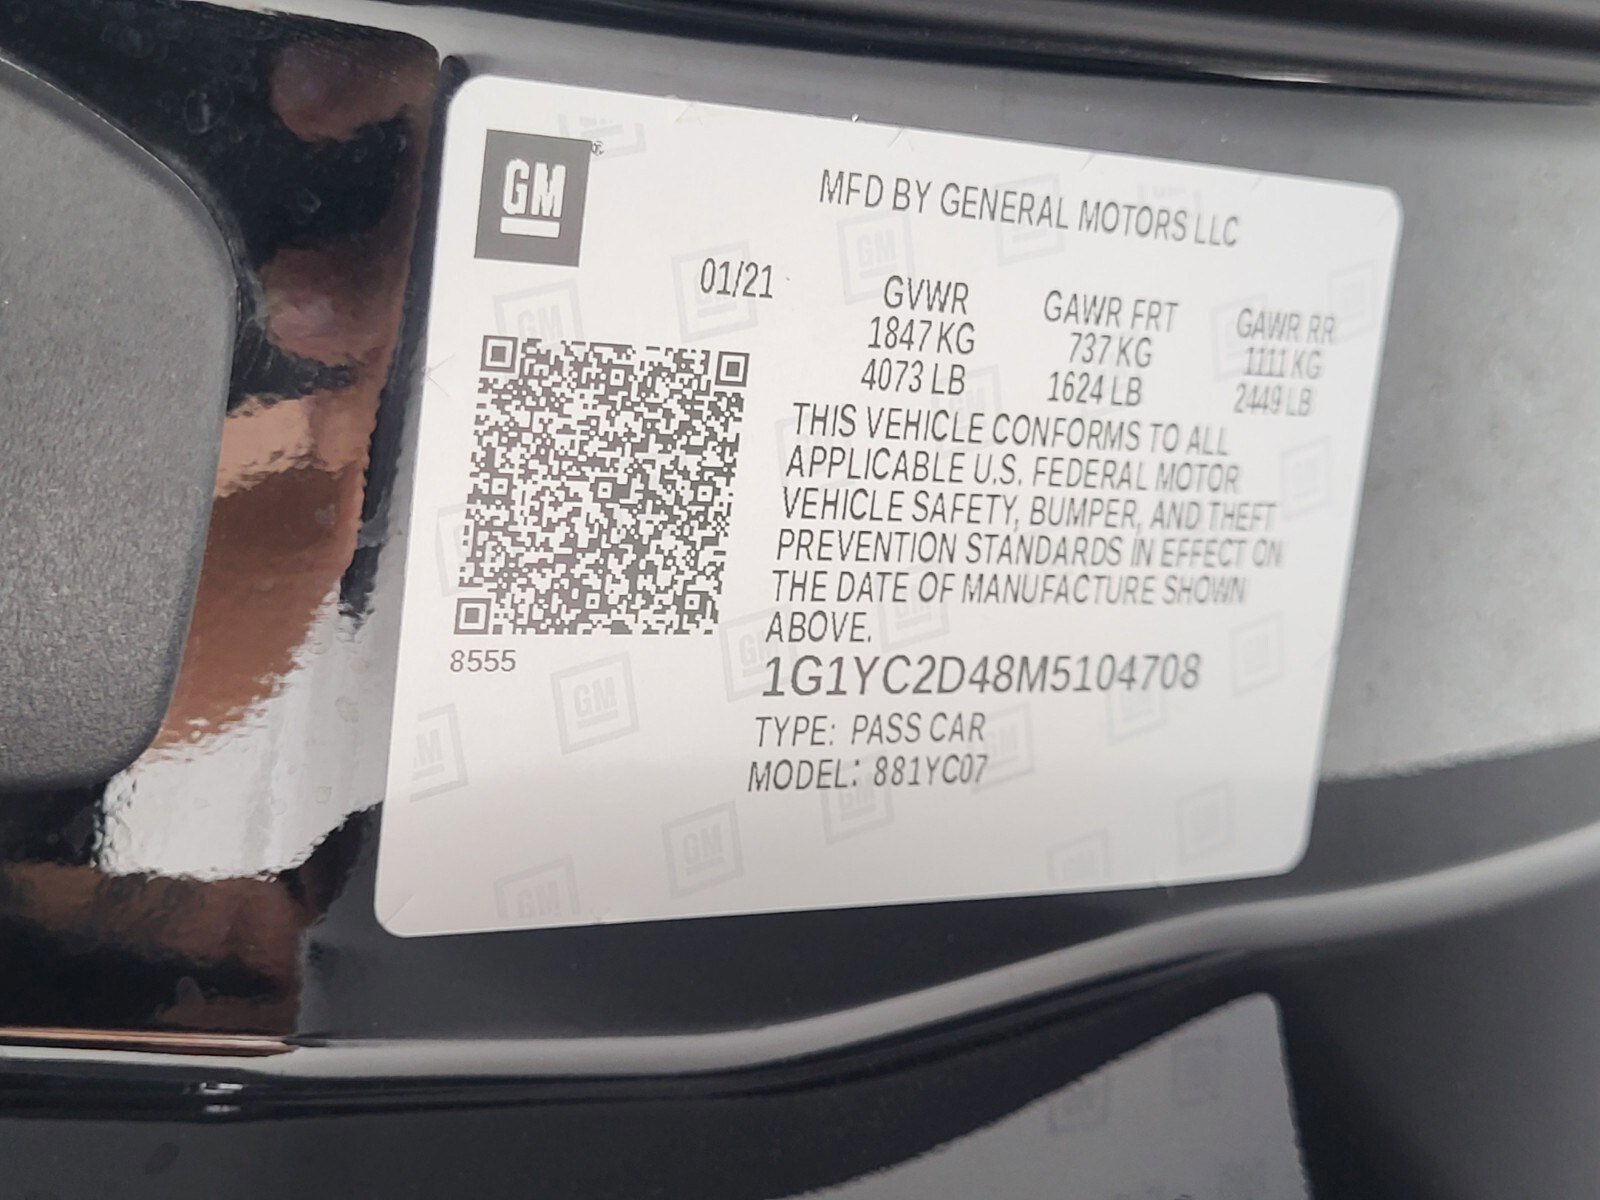 GM
MFD BY GENERAL MOTORS LLC
01/21
GVWR GAWR FRT GAWR RR
1847 KG 737 KG 1111 KG
4073 LB 1624 LB 2449 LB
THIS VEHICLE CONFORMS TO ALL
APPLICABLE U.S. FEDERAL MOTOR
VEHICLE SAFETY, BUMPER, AND THEFT
PREVENTION STANDARDS IN EFFECT ON
THE DATE OF MANUFACTURE SHOWN
ABOVE.
8555
1G1YC2D48M5104708
TYPE: PASS CAR
MODEL: 881YC07